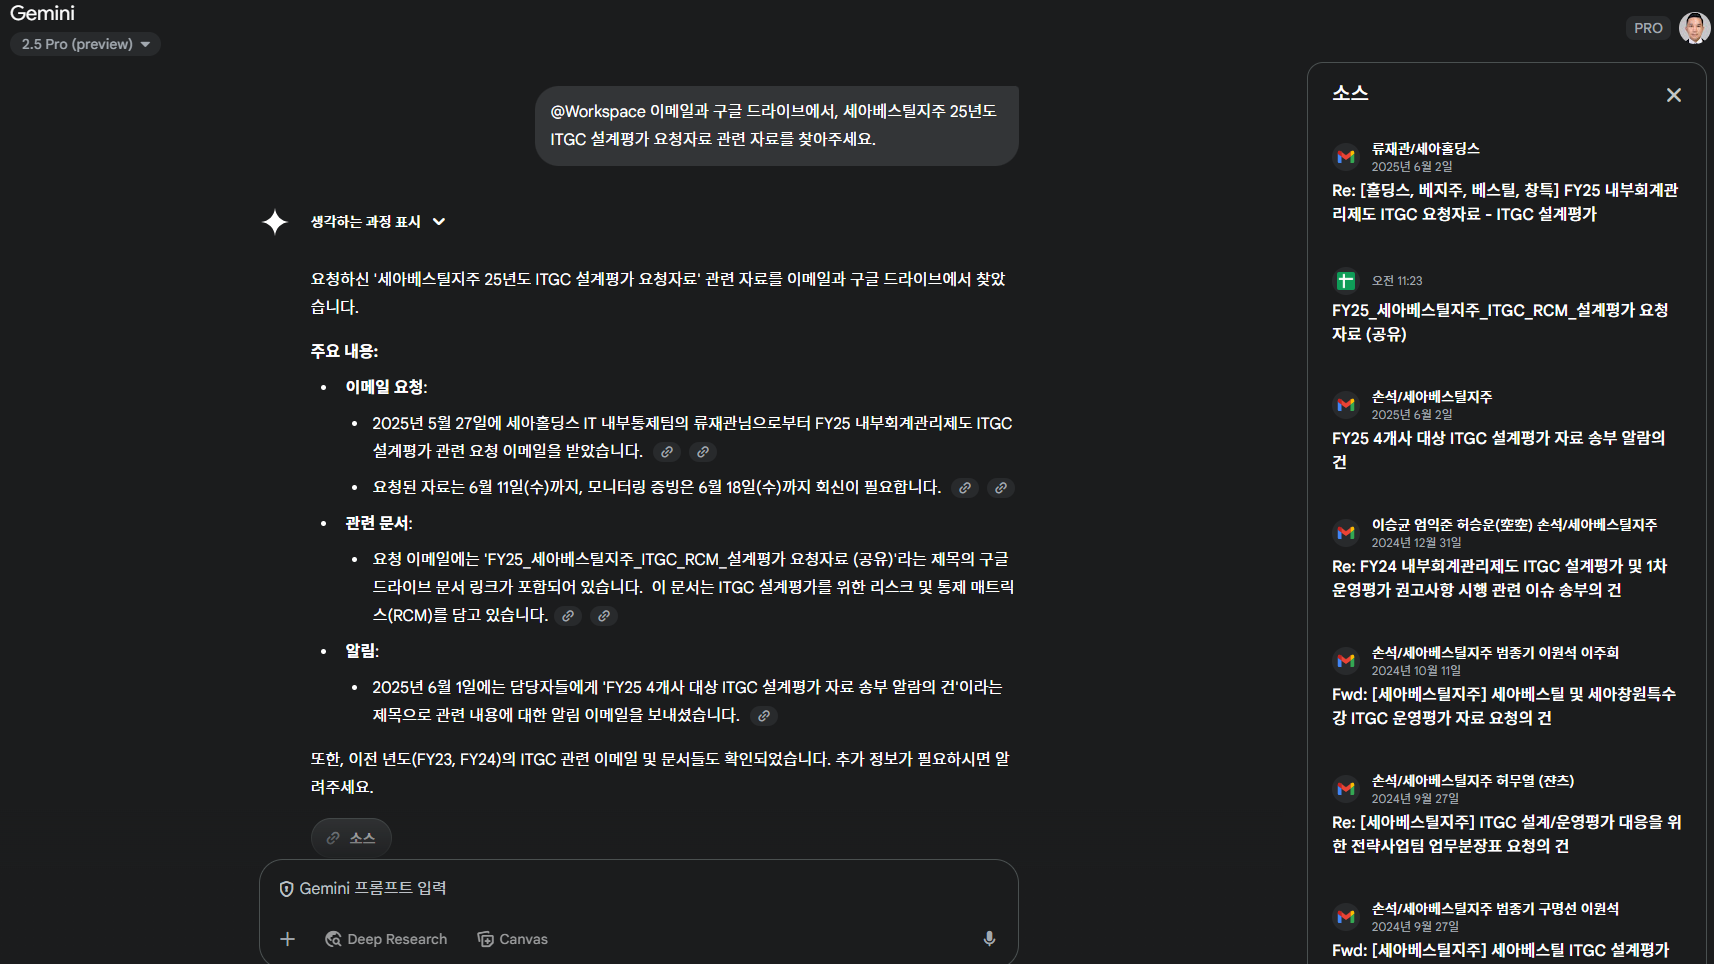 Gemini
2.5 Pro (preview)
PRO
@Workspace 이메일과 구글 드라이브에서, 세아베스틸지주 25년도
ITGC 설계평가 요청자료 관련 자료를 찾아주세요.
생각하는 과정 표시
요청하신 '세아베스틸지주 25년도 ITGC 설계평가 요청자료' 관련 자료를 이메일과 구글 드라이브에서 찾았
습니다.
주요 내용:
• 이메일 요청:
• 2025년 5월 27일에 세아홀딩스 IT 내부통제팀의 류재관님으로부터 FY25 내부회계관리제도 ITGC
설계평가 관련 요청 이메일을 받았습니다.
• 요청된 자료는 6월 11일(수)까지, 모니터링 증빙은 6월 18일(수)까지 회신이 필요합니다.
• 관련 문서:
• 요청 이메일에는 'FY25_세아베스틸지주_ITGC_RCM_설계평가 요청자료 (공유)'라는 제목의 구글
드라이브 문서 링크가 포함되어 있습니다. 이 문서는 ITGC 설계평가를 위한 리스크 및 통제 매트릭
스(RCM)를 담고 있습니다.
• 알림:
• 2025년 6월 1일에는 담당자들에게 'FY25 4개사 대상 ITGC 설계평가 자료 송부 알람의 건'이라는
제목으로 관련 내용에 대한 알림 이메일을 보내셨습니다.
또한, 이전 년도(FY23, FY24)의 ITGC 관련 이메일 및 문서들도 확인되었습니다. 추가 정보가 필요하시면 알
려주세요.
소스
Gemini 프롬프트 입력
Deep Research
Canvas
소스
류재관/세아홀딩스
2025년 6월 2일
Re: [홀딩스, 베지주, 베스틸, 창특] FY25 내부회계관
리제도 ITGC 요청자료 - ITGC 설계평가
오전 11:23
FY25_세아베스틸지주_ITGC_RCM_설계평가 요청
자료 (공유)
손석/세아베스틸지주
2025년 6월 2일
FY25 4개사 대상 ITGC 설계평가 자료 송부 알람의
건
이승균 엄익준 허승운(空空) 손석/세아베스틸지주
2024년 12월 31일
Re: FY24 내부회계관리제도 ITGC 설계평가 및 1차
운영평가 권고사항 시행 관련 이슈 송부의 건
손석/세아베스틸지주 범종기 이원석 이주희
2024년 10월 11일
Fwd: [세아베스틸지주] 세아베스틸 및 세아창원특수
강 ITGC 운영평가 자료 요청의 건
손석/세아베스틸지주 허무열 (쟌츠)
2024년 9월 27일
Re: [세아베스틸지주] ITGC 설계/운영평가 대응을 위
한 전략사업팀 업무분장표 요청의 건
손석/세아베스틸지주 범종기 구명선 이원석
2024년 9월 27일
Fwd: [세아베스틸지주] 세아베스틸 ITGC 설계평가